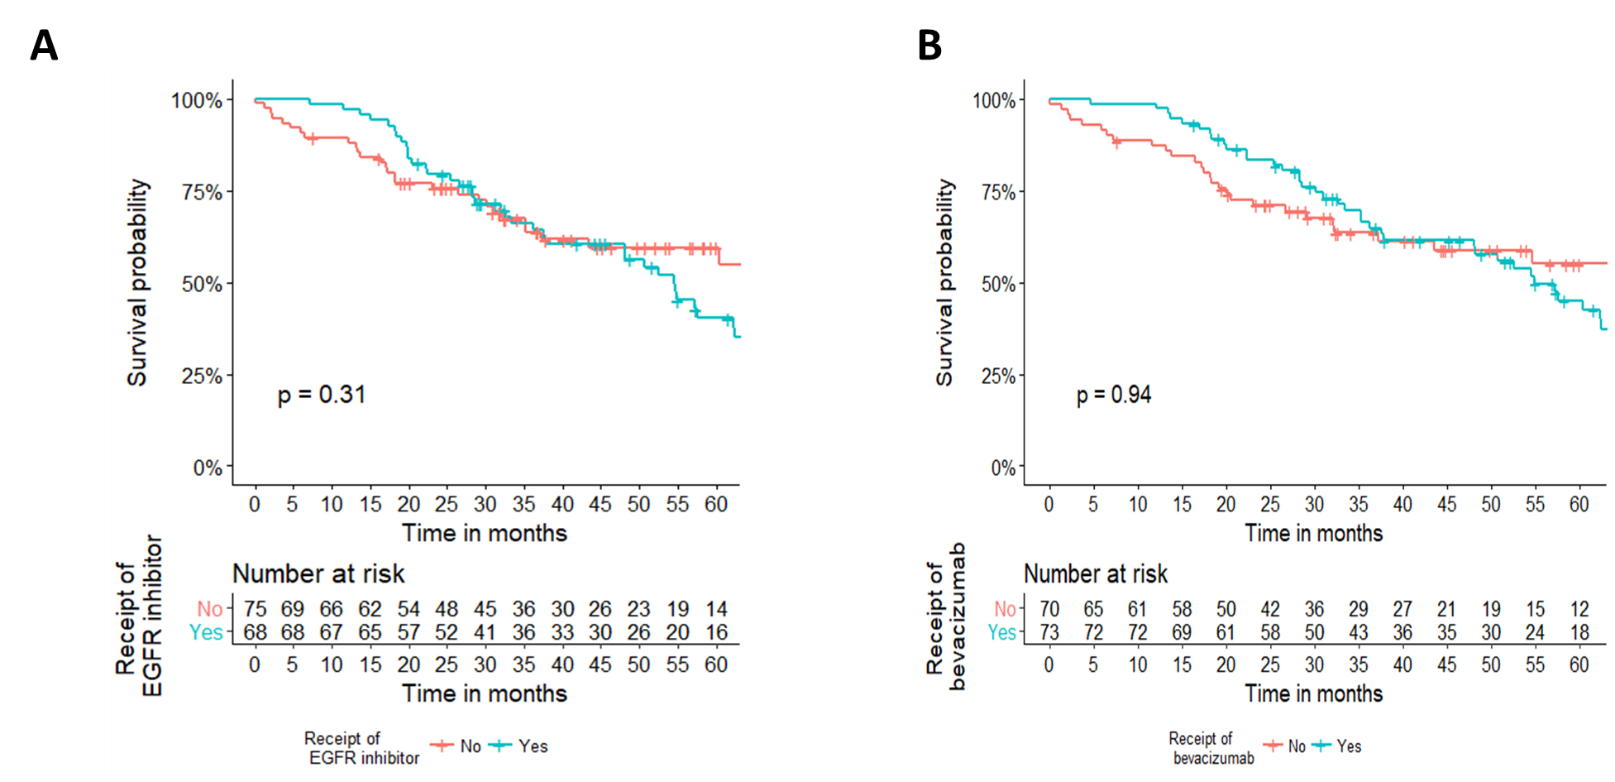 A
100%
75%
50%
25%
0%
Survival probability
p = 0.31
0 5 10 15 20 25 30 35 40 45 50 55 60
Time in months
Receipt of
EGFR inhibitor
Number at risk
No 75 69 66 62 54 48 45 36 30 26 23 19 14
Yes 68 68 67 65 57 52 41 36 33 30 26 20 16
0 5 10 15 20 25 30 35 40 45 50 55 60
Time in months
Receipt of
EGFR inhibitor
No Yes
B
100%
75%
50%
25%
0%
Survival probability
p = 0.94
0 5 10 15 20 25 30 35 40 45 50 55 60
Time in months
Receipt of
bevacizumab
Number at risk
No 70 65 61 58 50 42 36 29 27 21 19 15 12
Yes 73 72 72 69 61 58 50 43 36 35 30 24 18
0 5 10 15 20 25 30 35 40 45 50 55 60
Time in months
Receipt of
bevacizumab
No Yes